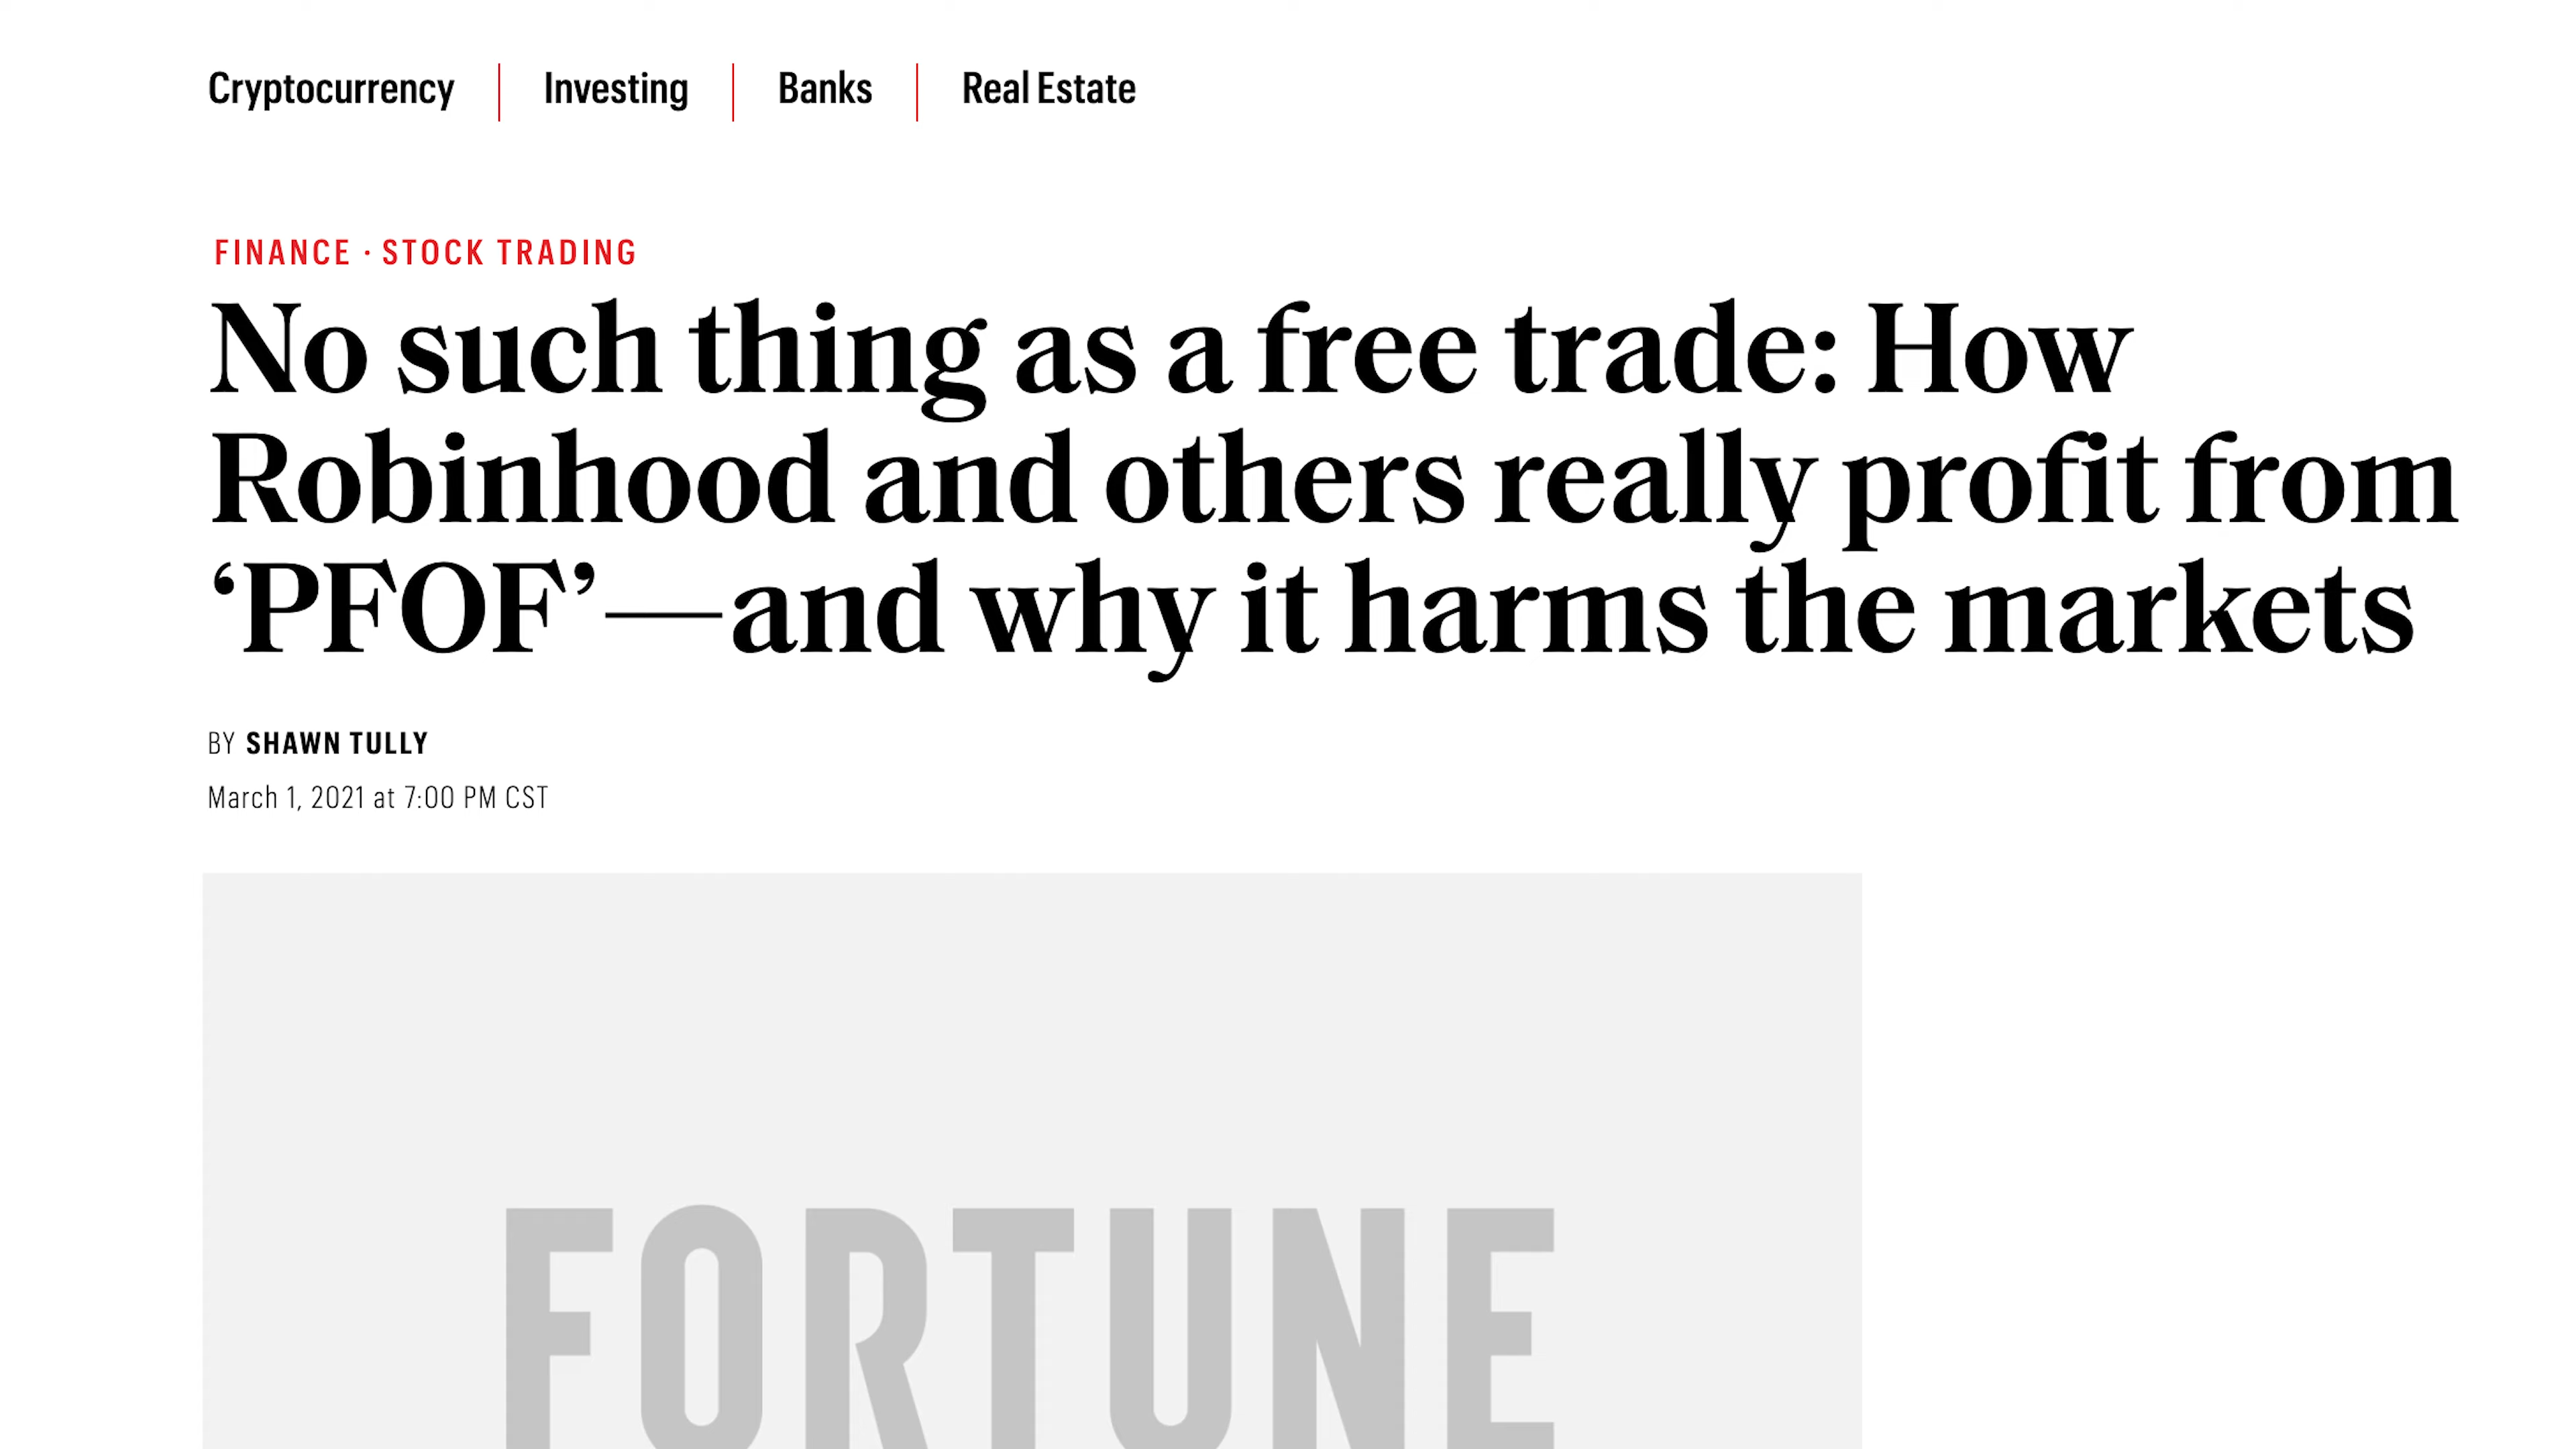 Cryptocurrency Investing Banks Real Estate
FINANCE · STOCK TRADING
No such thing as a free trade: How
Robinhood and others really profit from
‘PFOF’—and why it harms the markets
BY SHAWN TULLY
March 1, 2021 at 7:00 PM CST
FORTUNE